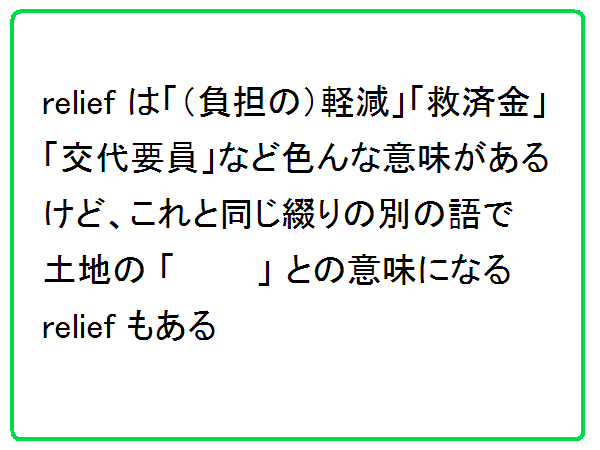 relief は「（負担の）軽減」「救済金」
「交代要員」など色んな意味がある
けど、これと同じ綴りの別の語で
土地の「　　　」との意味になる
relief もある